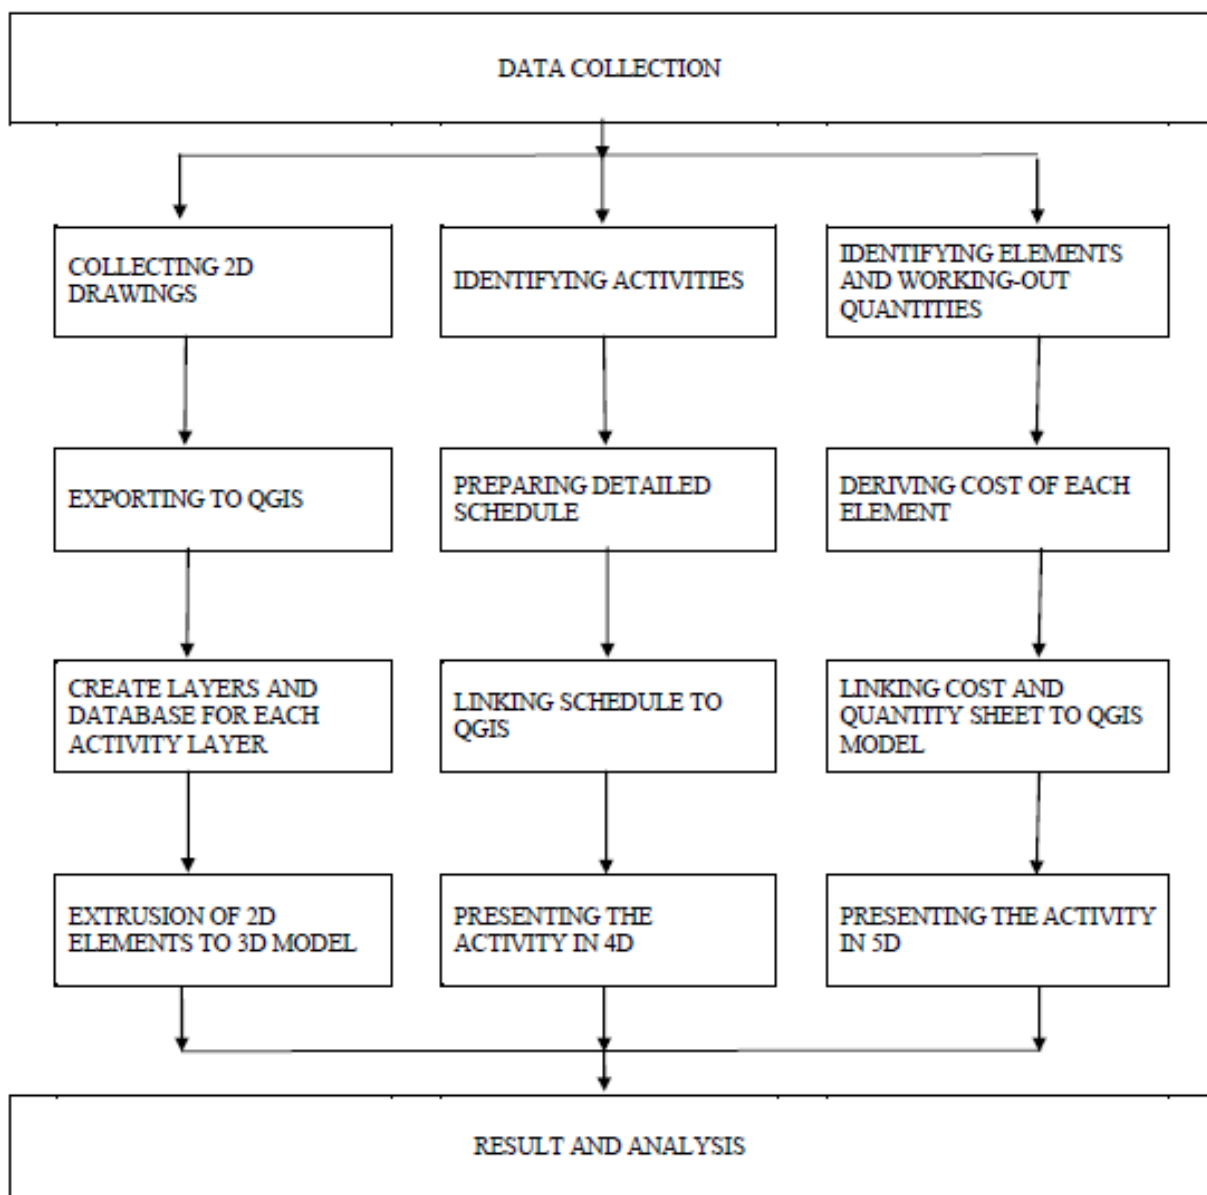 DATA COLLECTION
COLLECTING 2D
DRAWINGS
IDENTIFYING ACTIVITIES
IDENTIFYING ELEMENTS
AND WORKING-OUT
QUANTITIES
EXPORTING TO QGIS
PREPARING DETAILED
SCHEDULE
DERIVING COST OF EACH
ELEMENT
CREATE LAYERS AND
DATABASE FOR EACH
ACTIVITY LAYER
LINKING SCHEDULE TO
QGIS
LINKING COST AND
QUANTITY SHEET TO QGIS
MODEL
EXTRUSION OF 2D
ELEMENTS TO 3D MODEL
PRESENTING THE
ACTIVITY IN 4D
PRESENTING THE ACTIVITY
IN 5D
RESULT AND ANALYSIS